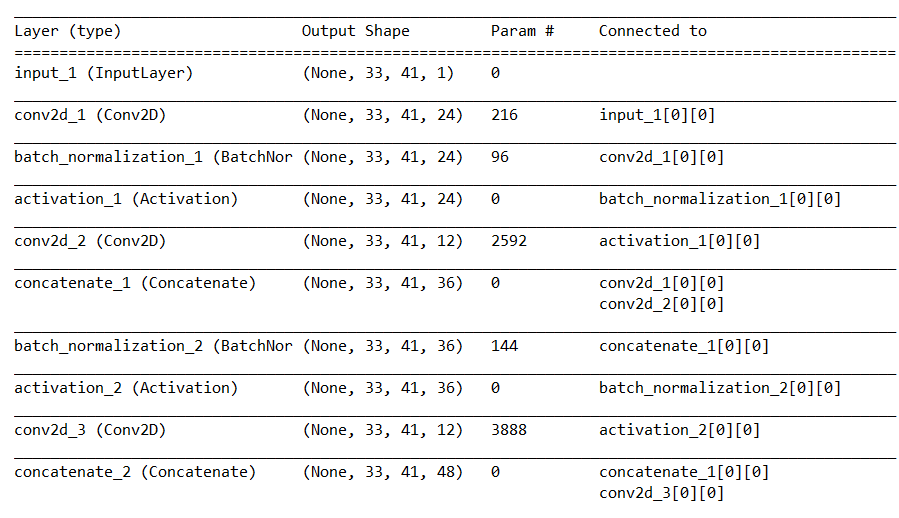 Layer (type) Output Shape Param # Connected to
==================================================================================================
input_1 (InputLayer) (None, 33, 41, 1) 0
conv2d_1 (Conv2D) (None, 33, 41, 24) 216 input_1[0][0]
batch_normalization_1 (BatchNor (None, 33, 41, 24) 96 conv2d_1[0][0]
activation_1 (Activation) (None, 33, 41, 24) 0 batch_normalization_1[0][0]
conv2d_2 (Conv2D) (None, 33, 41, 12) 2592 activation_1[0][0]
concatenate_1 (Concatenate) (None, 33, 41, 36) 0 conv2d_1[0][0]
conv2d_2[0][0]
batch_normalization_2 (BatchNor (None, 33, 41, 36) 144 concatenate_1[0][0]
activation_2 (Activation) (None, 33, 41, 36) 0 batch_normalization_2[0][0]
conv2d_3 (Conv2D) (None, 33, 41, 12) 3888 activation_2[0][0]
concatenate_2 (Concatenate) (None, 33, 41, 48) 0 concatenate_1[0][0]
conv2d_3[0][0]